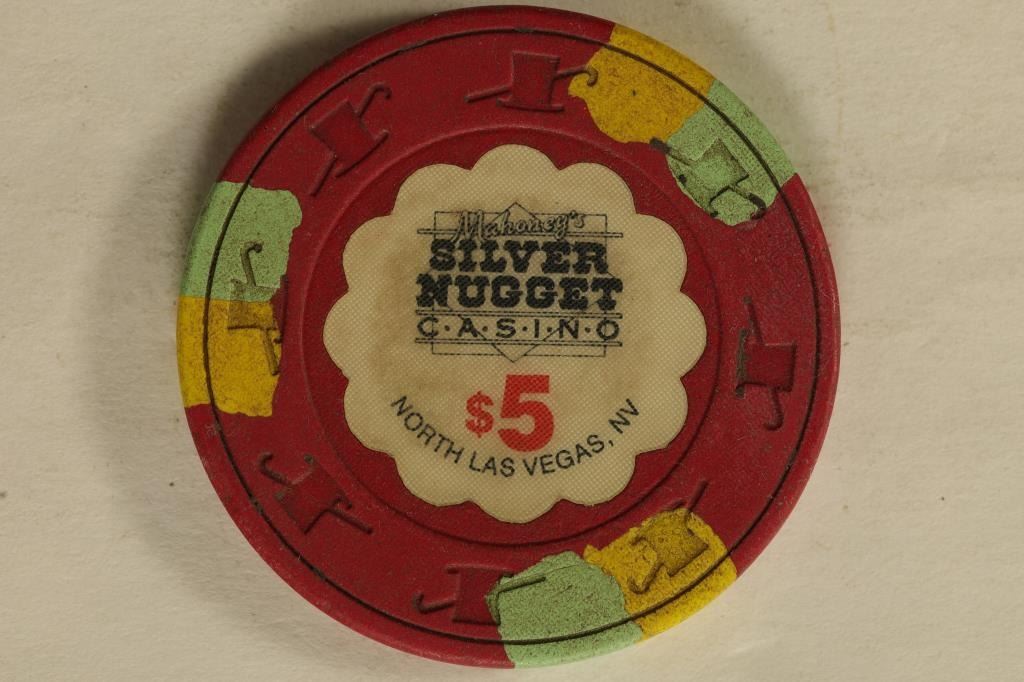 Mahoney's
SILVER
NUGGET
C·A·S·I·N·O
$5
NORTH LAS VEGAS, NV